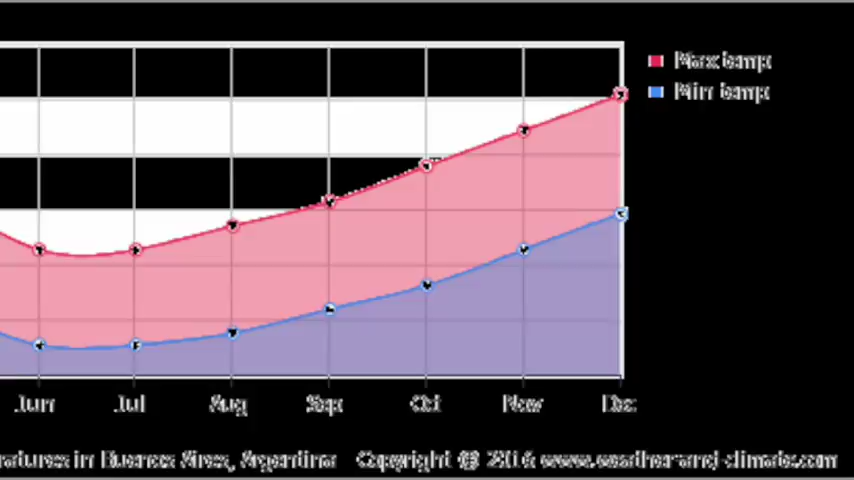 Max temp
Min temp
Jun Jul Aug Sep Oct Nov Dec
ratures in Buenos Aires, Argentina Copyright © 2016 www.weather-and-climate.com